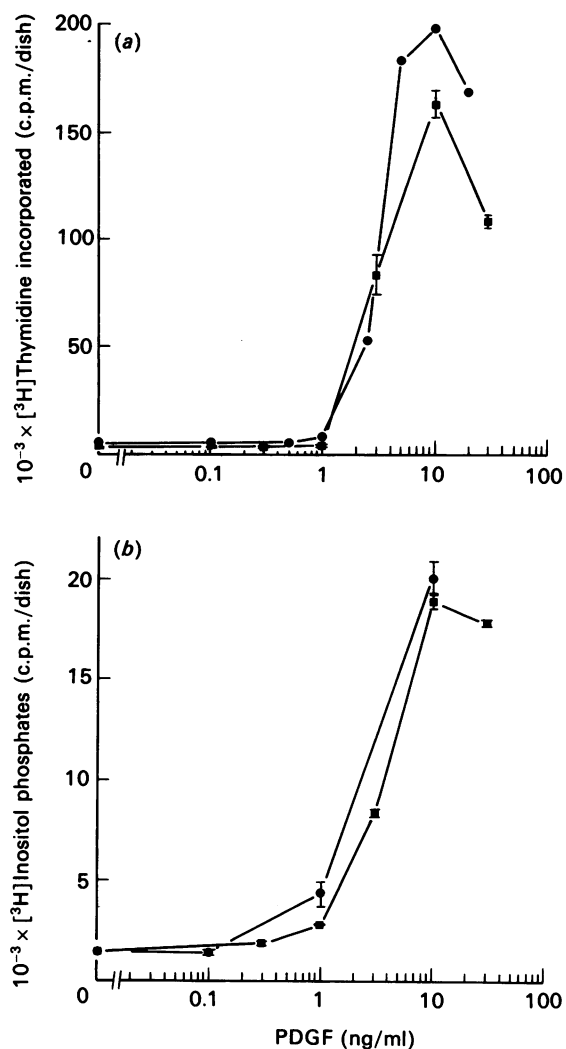 (a)
10⁻³ × [³H]Thymidine incorporated (c.p.m./dish)
200
150
100
50
0
0.1 1 10 100
(b)
10⁻³ × [³H]Inositol phosphates (c.p.m./dish)
20
15
10
5
0
0.1 1 10 100
PDGF (ng/ml)